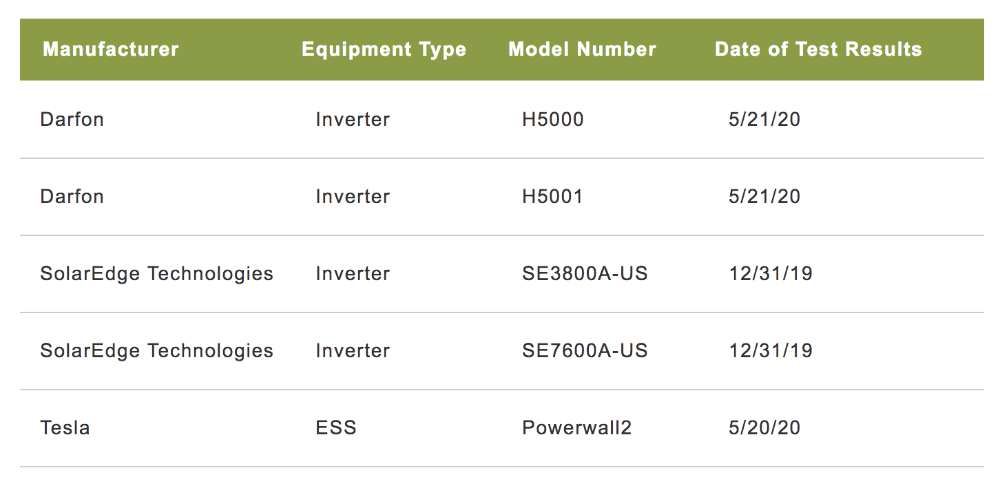 Manufacturer Equipment Type Model Number Date of Test Results
Darfon Inverter H5000 5/21/20
Darfon Inverter H5001 5/21/20
SolarEdge Technologies Inverter SE3800A-US 12/31/19
SolarEdge Technologies Inverter SE7600A-US 12/31/19
Tesla ESS Powerwall2 5/20/20